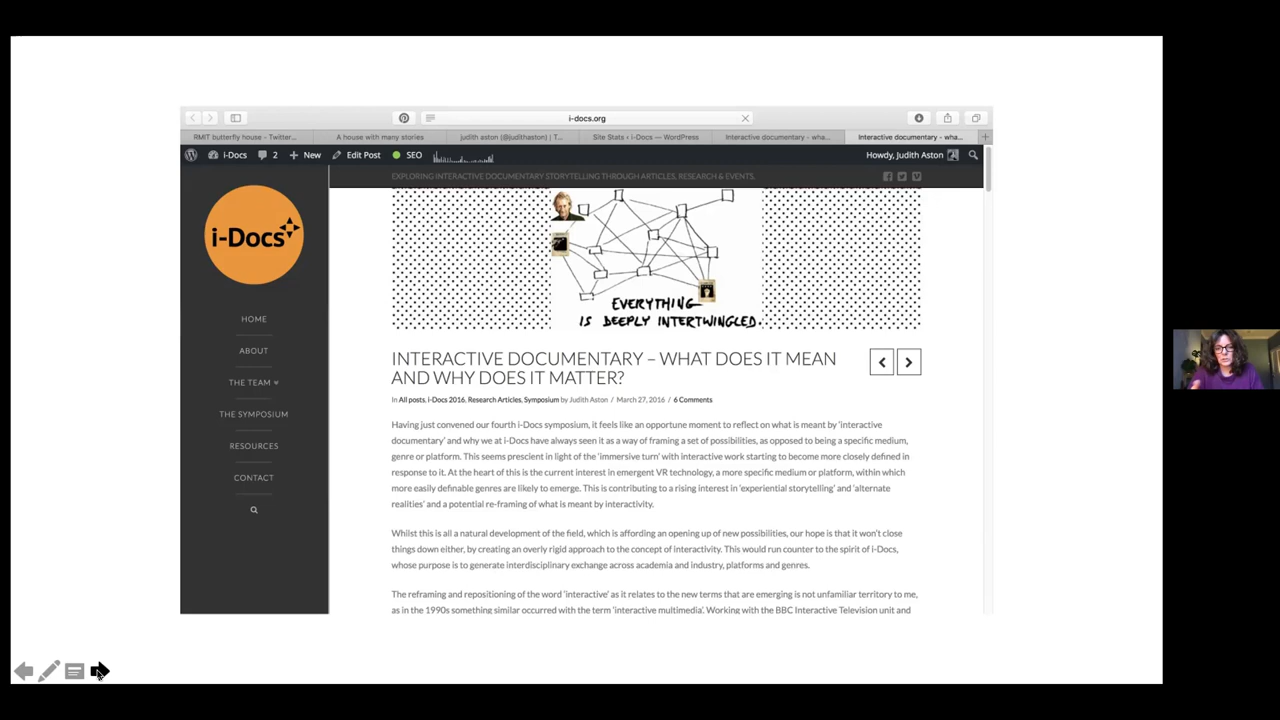 i-docs.org
RMIT butterfly house - Twitter...
A house with many stories
judith aston (@judithaston) | T...
Site Stats ‹ i-Docs — WordPress
Interactive documentary - wha...
Interactive documentary - wha...
i-Docs
2
New
Edit Post
SEO
Howdy, Judith Aston
EXPLORING INTERACTIVE DOCUMENTARY STORYTELLING THROUGH ARTICLES, RESEARCH & EVENTS.
i-Docs
HOME
ABOUT
THE TEAM
THE SYMPOSIUM
RESOURCES
CONTACT
EVERYTHING
IS DEEPLY INTERTWINGLED.
INTERACTIVE DOCUMENTARY – WHAT DOES IT MEAN
AND WHY DOES IT MATTER?
In All posts, i-Docs 2016, Research Articles, Symposium by Judith Aston / March 27, 2016 / 6 Comments
Having just convened our fourth i-Docs symposium, it feels like an opportune moment to reflect on what is meant by 'interactive
documentary' and why we at i-Docs have always seen it as a way of framing a set of possibilities, as opposed to being a specific medium,
genre or platform. This seems prescient in light of the 'immersive turn' with interactive work starting to become more closely defined in
response to it. At the heart of this is the current interest in emergent VR technology, a more specific medium or platform, within which
more easily definable genres are likely to emerge. This is contributing to a rising interest in 'experiential storytelling' and 'alternate
realities' and a potential re-framing of what is meant by interactivity.
Whilst this is all a natural development of the field, which is affording an opening up of new possibilities, our hope is that it won't close
things down either, by creating an overly rigid approach to the concept of interactivity. This would run counter to the spirit of i-Docs,
whose purpose is to generate interdisciplinary exchange across academia and industry, platforms and genres.
The reframing and repositioning of the word 'interactive' as it relates to the new terms that are emerging is not unfamiliar territory to me,
as in the 1990s something similar occurred with the term 'interactive multimedia'. Working with the BBC Interactive Television unit and